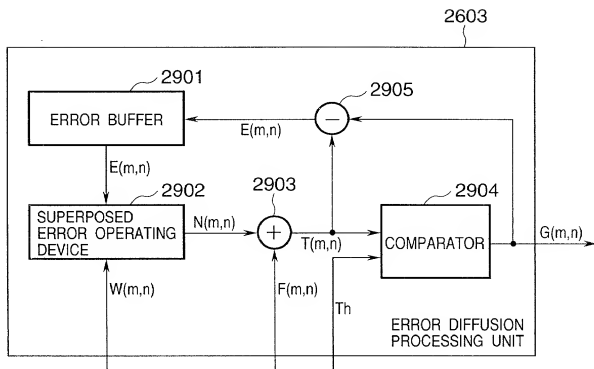 2603
2901
2905
ERROR BUFFER
E(m,n)
E(m,n)
2902
2903
2904
SUPERPOSED
ERROR OPERATING
DEVICE
N(m,n)
+
−
T(m,n)
COMPARATOR
G(m,n)
W(m,n)
F(m,n)
Th
ERROR DIFFUSION
PROCESSING UNIT